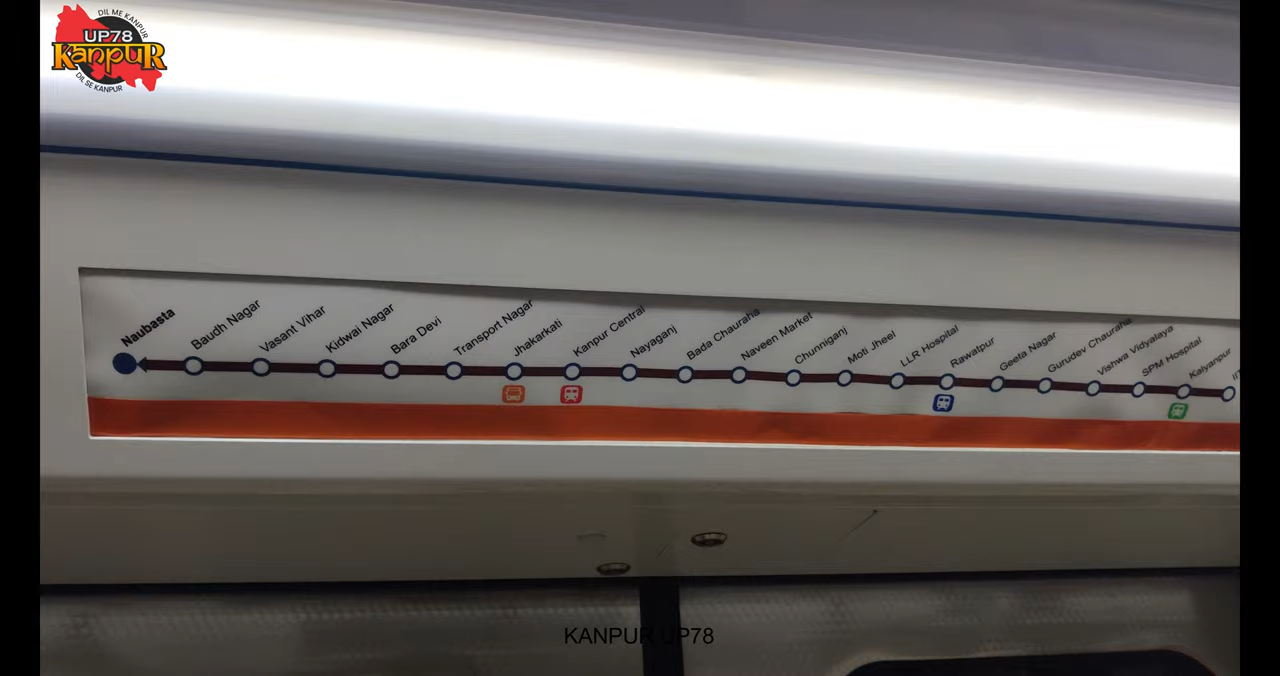 DIL ME KANPUR
UP78
KanpuR
DIL SE KANPUR
Naubasta
Baudh Nagar
Vasant Vihar
Kidwai Nagar
Bara Devi
Transport Nagar
Jhakarkati
Kanpur Central
Nayaganj
Bada Chauraha
Naveen Market
Chunniganj
Moti Jheel
LLR Hospital
Rawatpur
Geeta Nagar
Gurudev Chauraha
Vishwa Vidyalaya
SPM Hospital
Kalyanpur
KANPUR UP78